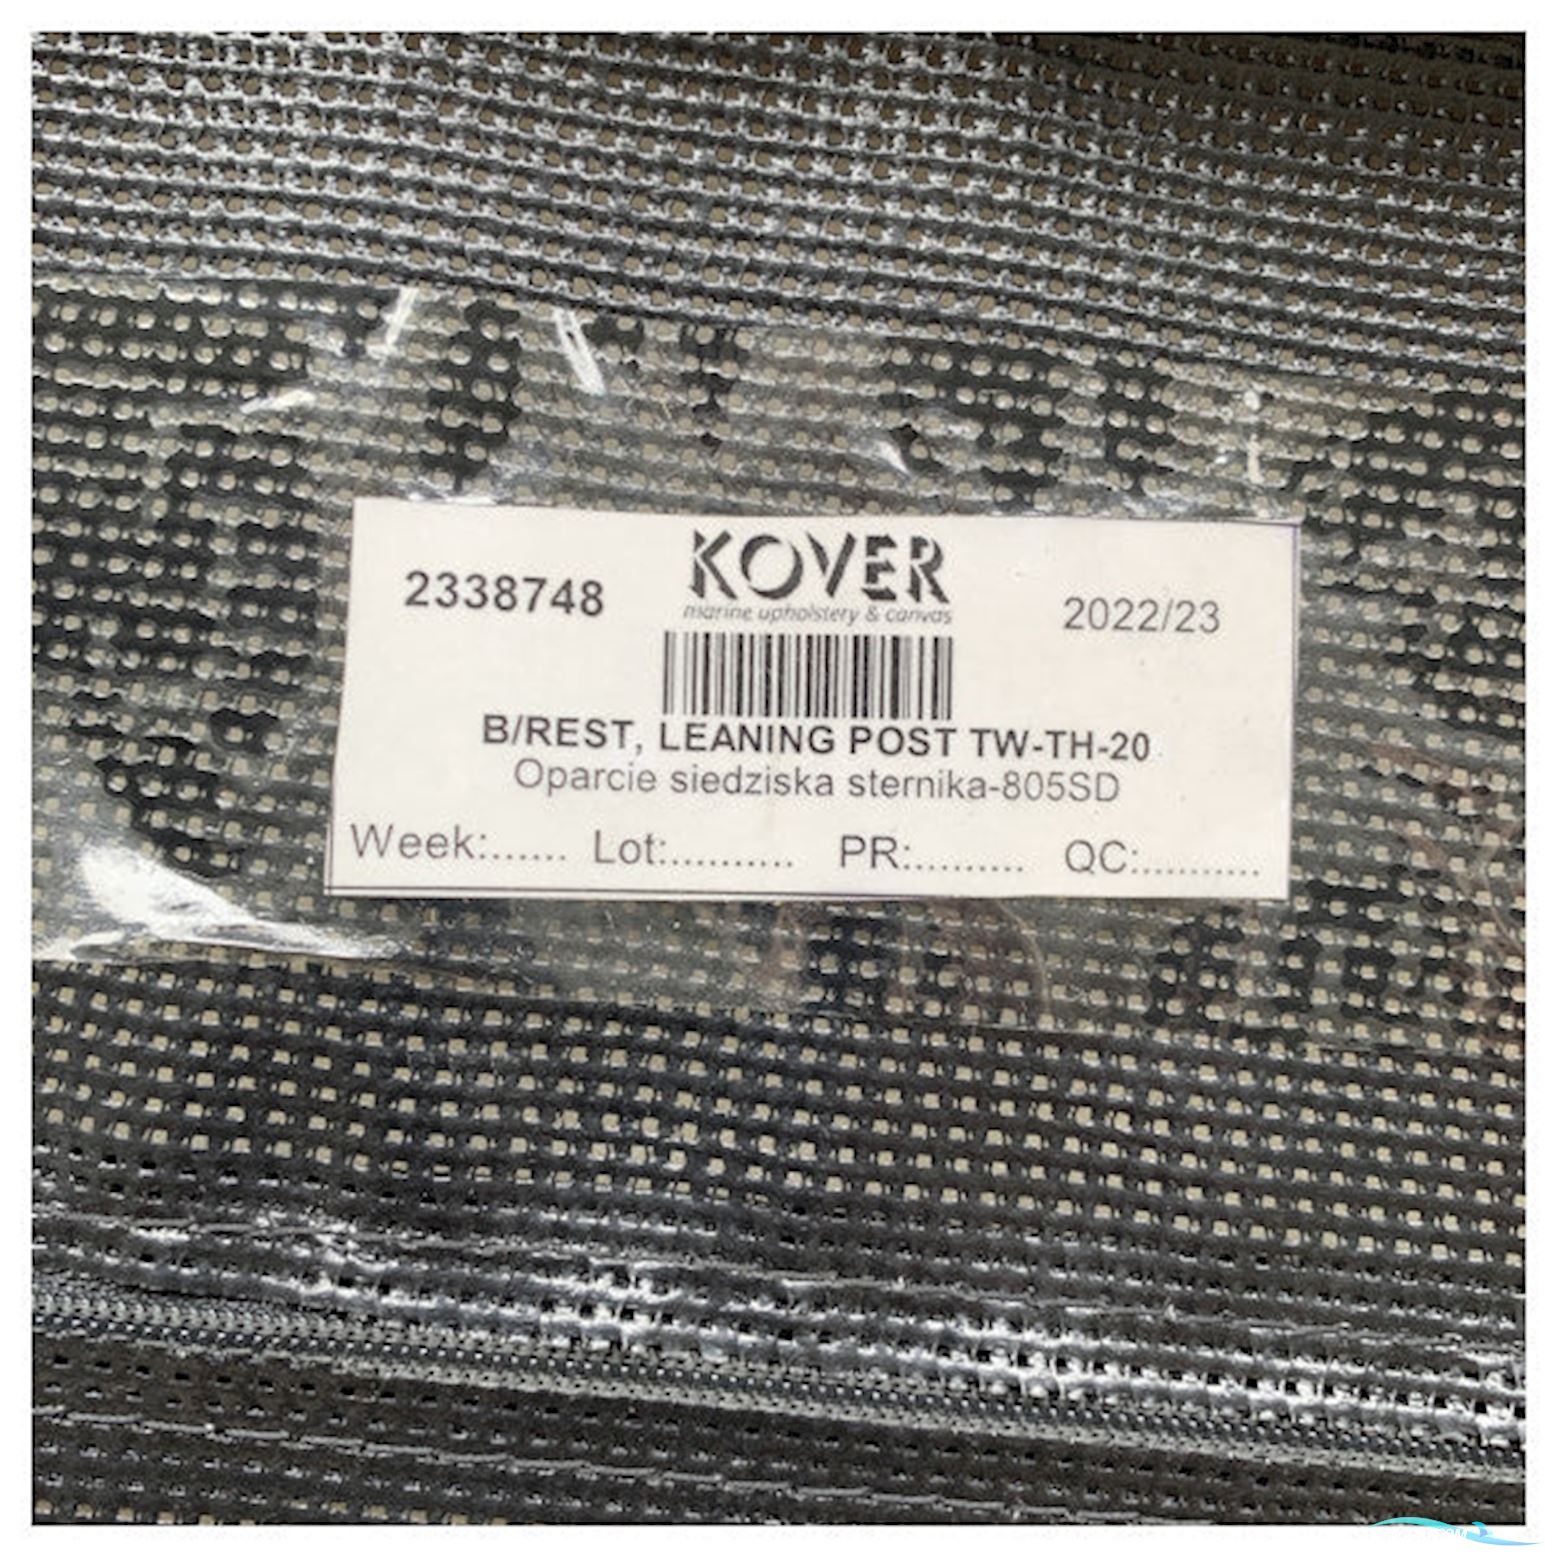 KOVER
marine upholstery & canvas
2338748
2022/23
B/REST, LEANING POST TW-TH-20
Oparcie siedziska sternika-805SD
Week:....... Lot:........... PR:.......... QC:...........